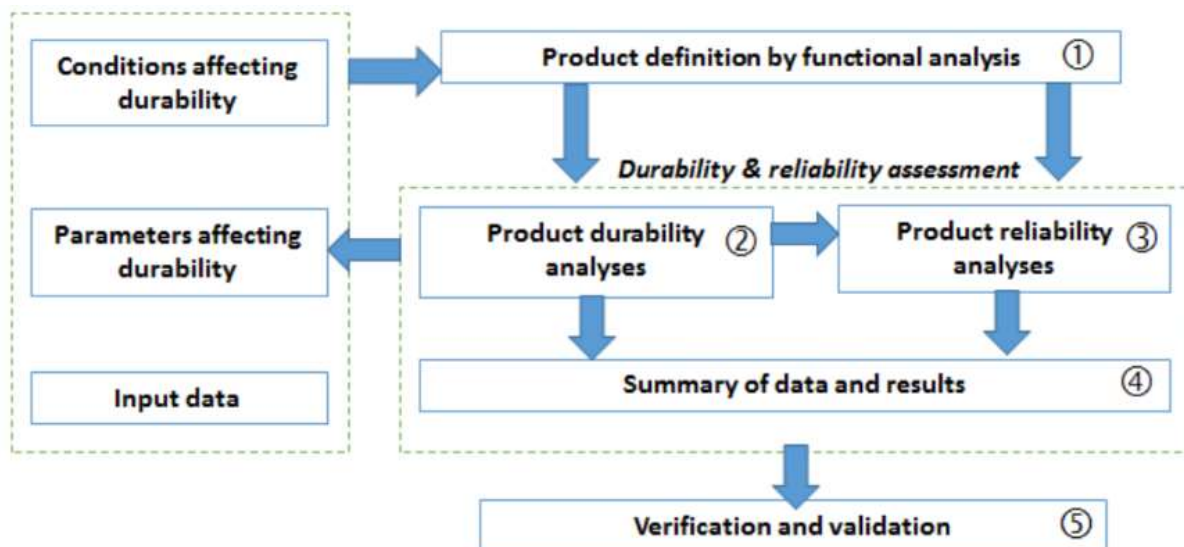 Conditions affecting
durability
Product definition by functional analysis ①
Durability & reliability assessment
Parameters affecting
durability
Product durability ②
analyses
Product reliability ③
analyses
Input data
Summary of data and results ④
Verification and validation ⑤